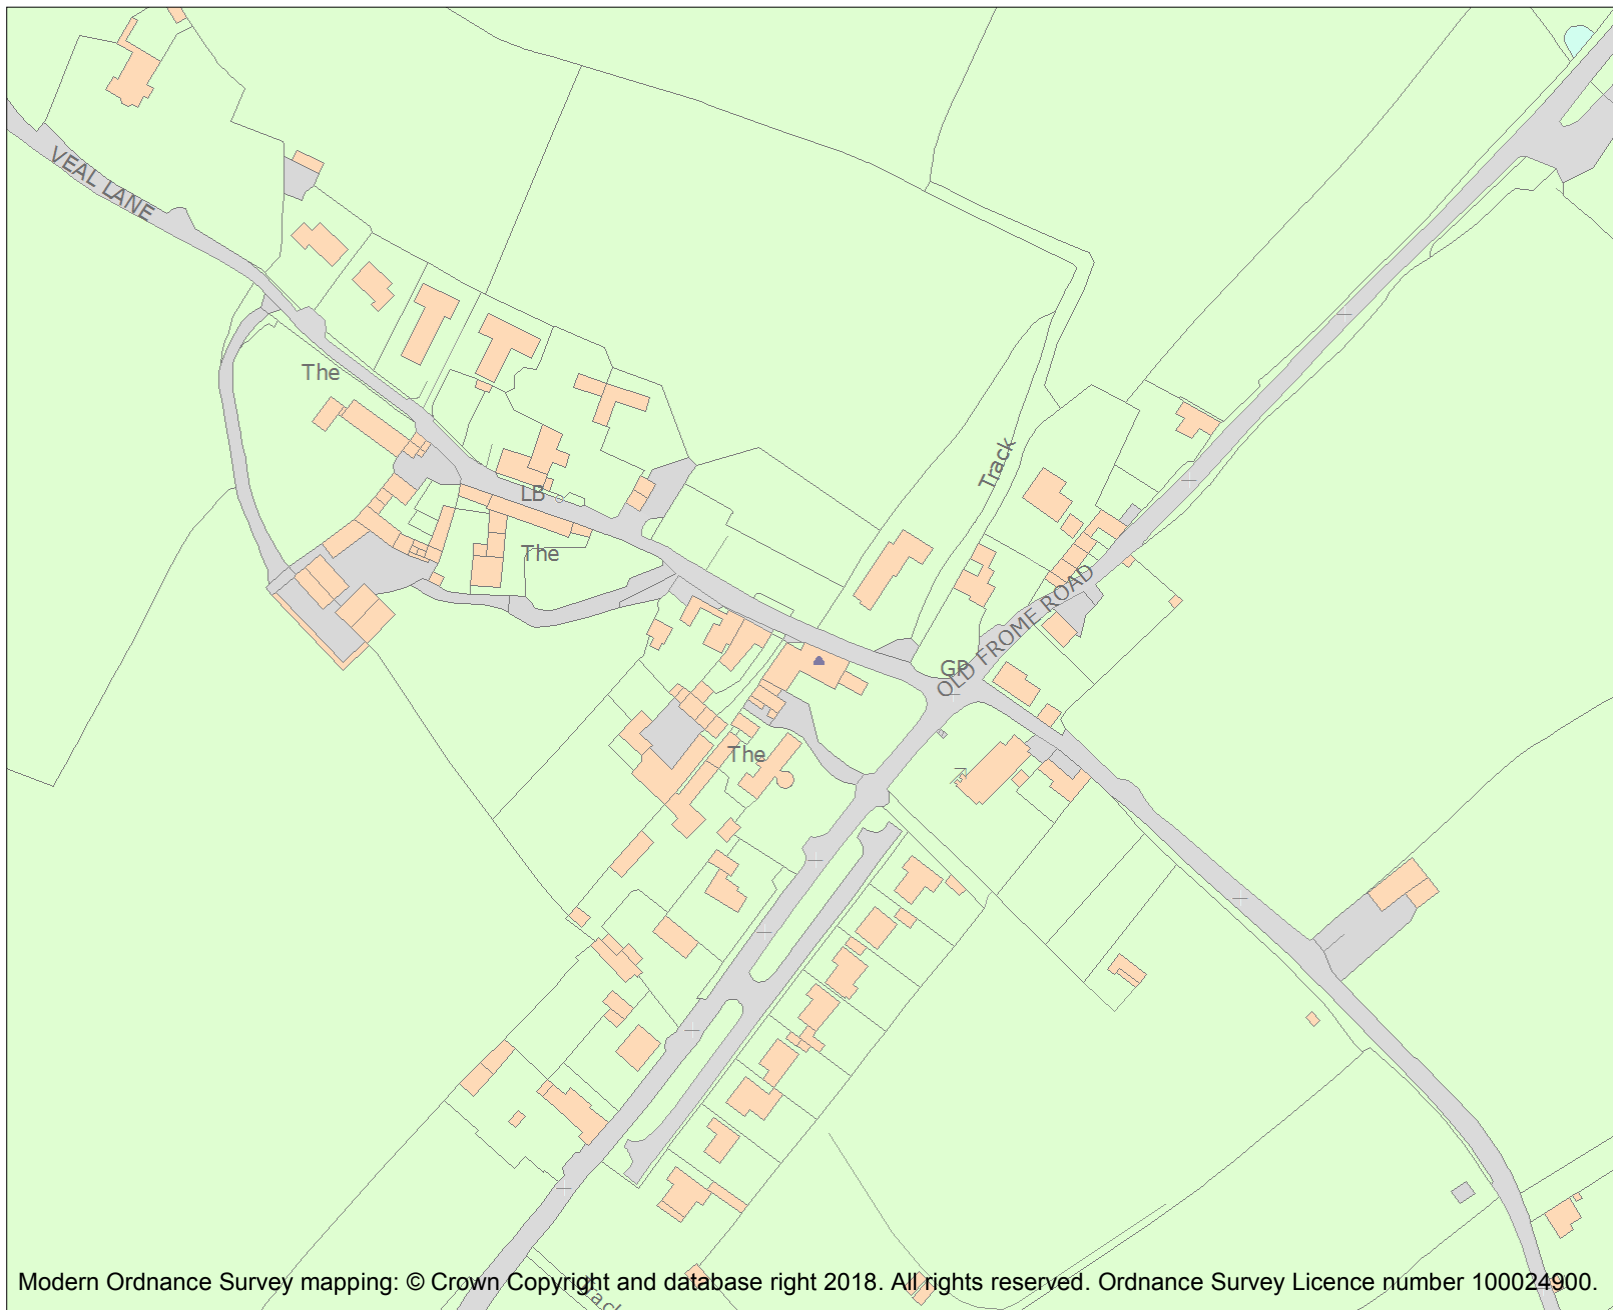 VEAL LANE
The
Track
LB
The
OLD FROME ROAD
GP
The
Track
Modern Ordnance Survey mapping: © Crown Copyright and database right 2018. All rights reserved. Ordnance Survey Licence number 100024900.